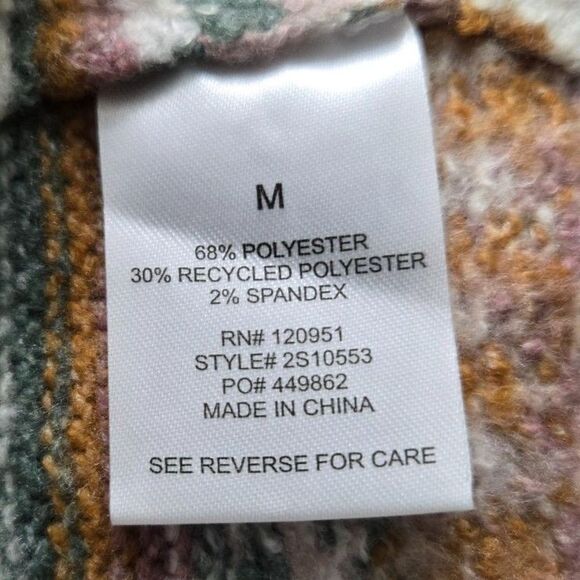 M
68% POLYESTER
30% RECYCLED POLYESTER
2% SPANDEX
RN# 120951
STYLE# 2S10553
PO# 449862
MADE IN CHINA
SEE REVERSE FOR CARE